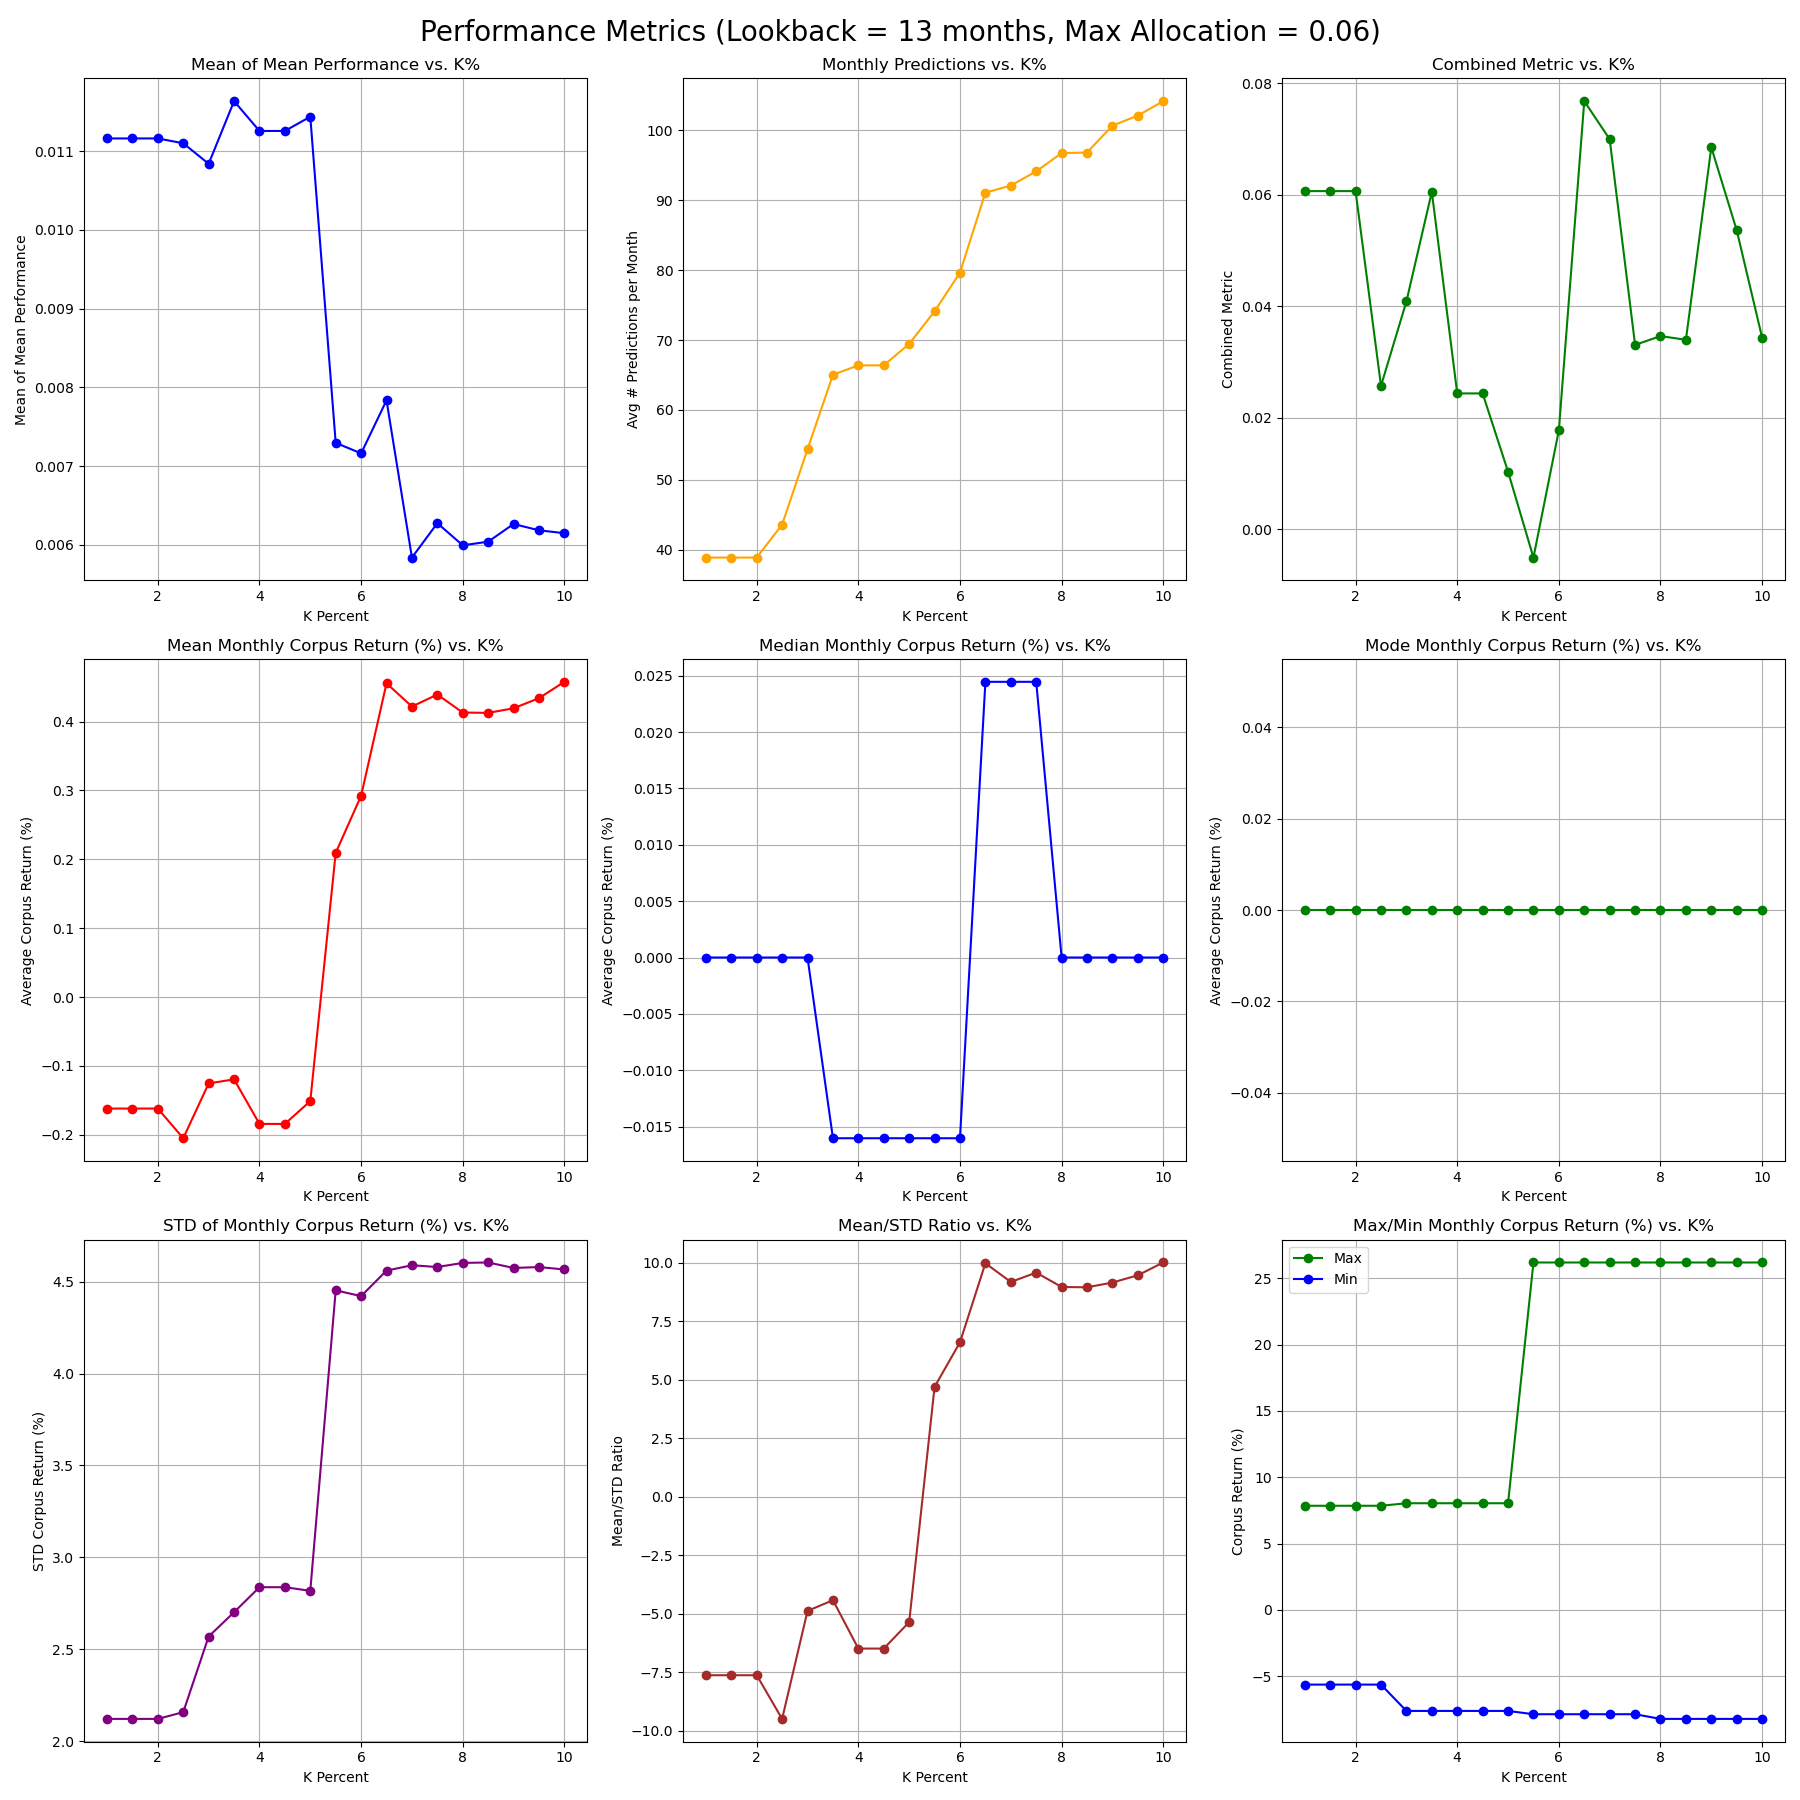 Performance Metrics (Lookback = 13 months, Max Allocation = 0.06)
Mean of Mean Performance vs. K%
Mean of Mean Performance
0.011
0.010
0.009
0.008
0.007
0.006
2 4 6 8 10
K Percent
Monthly Predictions vs. K%
Avg # Predictions per Month
100
90
80
70
60
50
40
2 4 6 8 10
K Percent
Combined Metric vs. K%
Combined Metric
0.08
0.06
0.04
0.02
0.00
2 4 6 8 10
K Percent
Mean Monthly Corpus Return (%) vs. K%
Average Corpus Return (%)
0.4
0.3
0.2
0.1
0.0
−0.1
−0.2
2 4 6 8 10
K Percent
Median Monthly Corpus Return (%) vs. K%
Average Corpus Return (%)
0.025
0.020
0.015
0.010
0.005
0.000
−0.005
−0.010
−0.015
2 4 6 8 10
K Percent
Mode Monthly Corpus Return (%) vs. K%
Average Corpus Return (%)
0.04
0.02
0.00
−0.02
−0.04
2 4 6 8 10
K Percent
STD of Monthly Corpus Return (%) vs. K%
STD Corpus Return (%)
4.5
4.0
3.5
3.0
2.5
2.0
2 4 6 8 10
K Percent
Mean/STD Ratio vs. K%
Mean/STD Ratio
10.0
7.5
5.0
2.5
0.0
−2.5
−5.0
−7.5
−10.0
2 4 6 8 10
K Percent
Max/Min Monthly Corpus Return (%) vs. K%
Max
Min
Corpus Return (%)
25
20
15
10
5
0
−5
2 4 6 8 10
K Percent